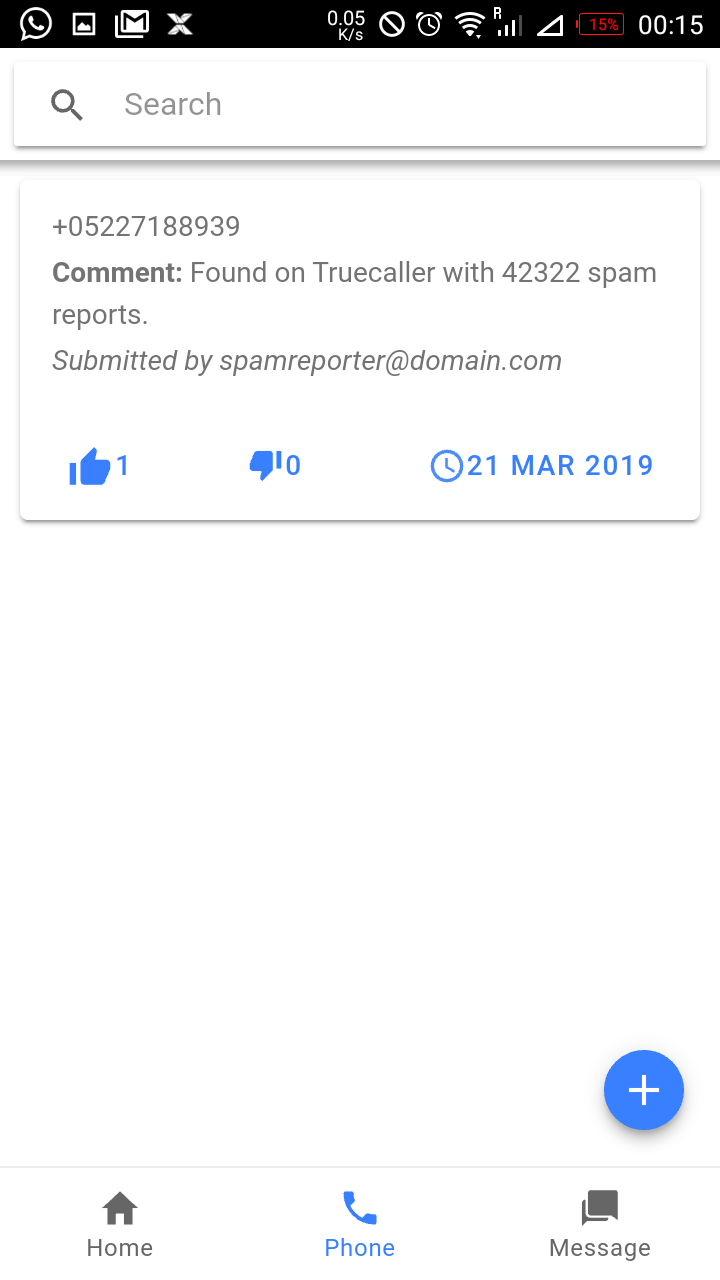 0.05
K/s
R
15%
00:15
Search
+05227188939
Comment: Found on Truecaller with 42322 spam
reports.
Submitted by spamreporter@domain.com
1
0
21 MAR 2019
Home
Phone
Message